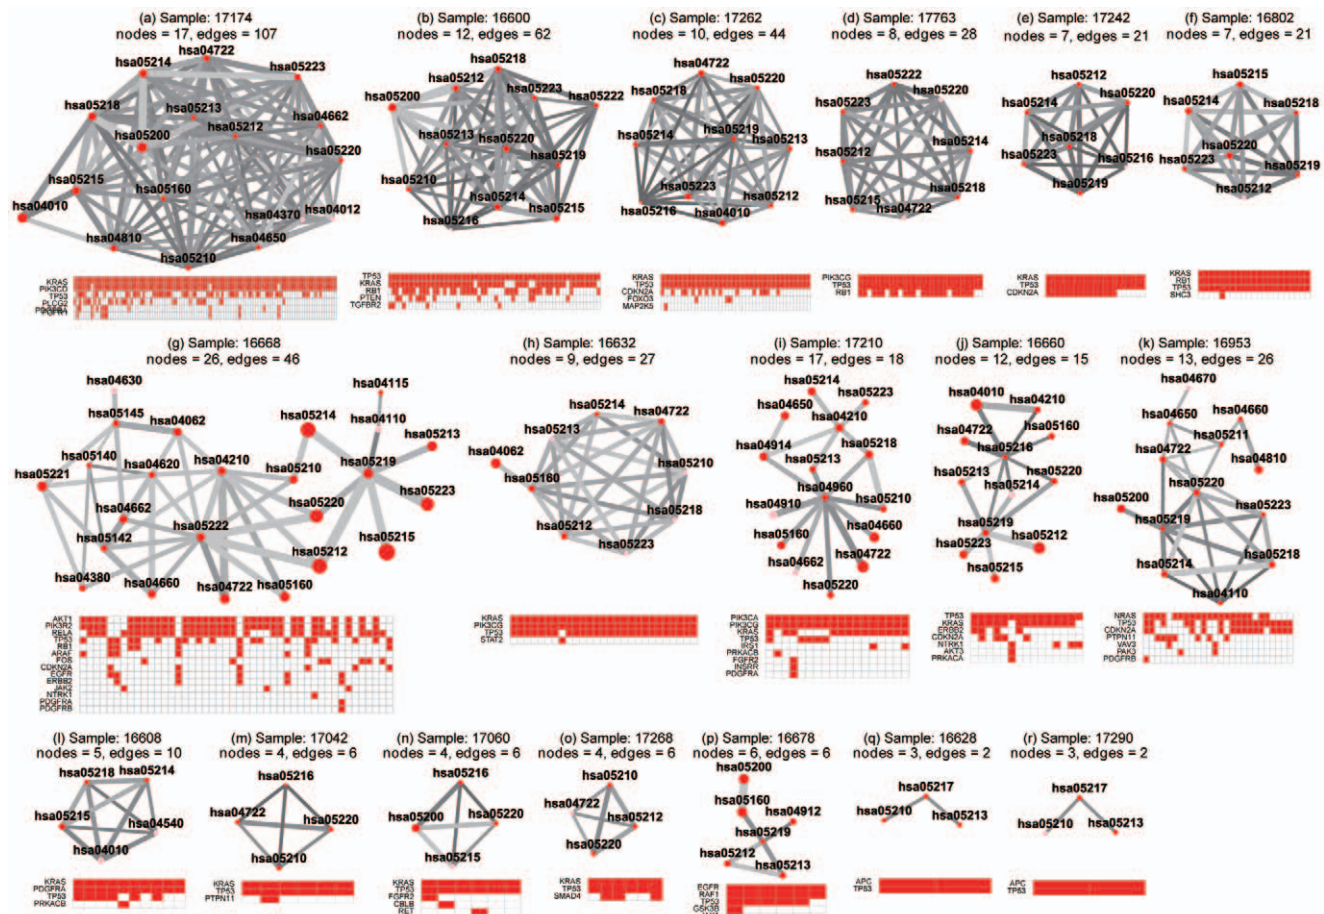 (a) Sample: 17174
nodes = 17, edges = 107
hsa04722
hsa05214
hsa05223
hsa05218
hsa05213
hsa04662
hsa05200
hsa05212
hsa05220
hsa05215
hsa05160
hsa04010
hsa04370
hsa04012
hsa04810
hsa04650
hsa05210
KRAS
PIK3CD
TP53
PLCG2
(b) Sample: 16600
nodes = 12, edges = 62
hsa05218
hsa05212
hsa05223
hsa05200
hsa05222
hsa05213
hsa05220
hsa05219
hsa05210
hsa05214
hsa05215
hsa05216
TP53
KRAS
RB1
PTEN
TGFBR2
(c) Sample: 17262
nodes = 10, edges = 44
hsa04722
hsa05220
hsa05218
hsa05214
hsa05219
hsa05213
hsa05223
hsa05212
hsa05216
hsa04010
KRAS
TP53
CDKN2A
FOXO3
MAP2K5
(d) Sample: 17763
nodes = 8, edges = 28
hsa05222
hsa05220
hsa05223
hsa05214
hsa05212
hsa05218
hsa05215
hsa04722
PIK3CG
TP53
RB1
(e) Sample: 17242
nodes = 7, edges = 21
hsa05212
hsa05214
hsa05220
hsa05218
hsa05223
hsa05216
hsa05219
KRAS
TP53
CDKN2A
(f) Sample: 16802
nodes = 7, edges = 21
hsa05215
hsa05214
hsa05218
hsa05220
hsa05223
hsa05219
hsa05212
KRAS
RB1
TP53
SHC3
(g) Sample: 16668
nodes = 26, edges = 46
hsa04630
hsa04115
hsa05145
hsa04062
hsa05214
hsa04110
hsa05213
hsa05140
hsa04620
hsa04210
hsa05210
hsa05219
hsa05221
hsa05220
hsa05223
hsa04662
hsa05222
hsa05142
hsa05212
hsa05215
hsa04380
hsa04660
hsa04722
hsa05160
AKT1
PIK3R2
RELA
TP53
RB1
ARAF
FOS
CDKN2A
EGFR
ERBB2
JAK2
NTRK1
PDGFRA
PDGFRB
(h) Sample: 16632
nodes = 9, edges = 27
hsa05214
hsa04722
hsa05213
hsa04062
hsa05210
hsa05160
hsa05218
hsa05212
hsa05223
KRAS
PIK3CG
TP53
STAT2
(i) Sample: 17210
nodes = 17, edges = 18
hsa05214
hsa05223
hsa04650
hsa04210
hsa04914
hsa05218
hsa05213
hsa04960
hsa04910
hsa05210
hsa05160
hsa04660
hsa04662
hsa04722
hsa05220
PIK3CA
PIK3CG
KRAS
TP53
IRS1
PRKACB
FGFR2
INSRR
PDGFRA
(j) Sample: 16660
nodes = 12, edges = 15
hsa04010
hsa04210
hsa04722
hsa05160
hsa05216
hsa05213
hsa05220
hsa05214
hsa05219
hsa05212
hsa05223
hsa05215
TP53
KRAS
ERBB2
CDKN2A
NTRK1
AKT3
PRKACA
(k) Sample: 16953
nodes = 13, edges = 26
hsa04670
hsa04650
hsa04660
hsa05211
hsa04722
hsa04810
hsa05220
hsa05200
hsa05223
hsa05219
hsa05218
hsa05214
hsa04110
NRAS
TP53
CDKN2A
PTPN11
VAV3
PAK3
PDGFRB
(l) Sample: 16608
nodes = 5, edges = 10
hsa05218
hsa05214
hsa05215
hsa04540
hsa04010
KRAS
PDGFRA
TP53
PRKACB
(m) Sample: 17042
nodes = 4, edges = 6
hsa05216
hsa04722
hsa05220
hsa05210
KRAS
TP53
PTPN11
(n) Sample: 17060
nodes = 4, edges = 6
hsa05216
hsa05200
hsa05220
hsa05215
KRAS
TP53
FGFR2
CBLB
RET
(o) Sample: 17268
nodes = 4, edges = 6
hsa05210
hsa04722
hsa05212
hsa05220
KRAS
TP53
SMAD4
(p) Sample: 16678
nodes = 6, edges = 6
hsa05200
hsa05160
hsa04912
hsa05219
hsa05212
hsa05213
EGFR
RAF1
TP53
GSK3B
(q) Sample: 16628
nodes = 3, edges = 2
hsa05217
hsa05210
hsa05213
APC
TP53
(r) Sample: 17290
nodes = 3, edges = 2
hsa05217
hsa05210
hsa05213
APC
TP53